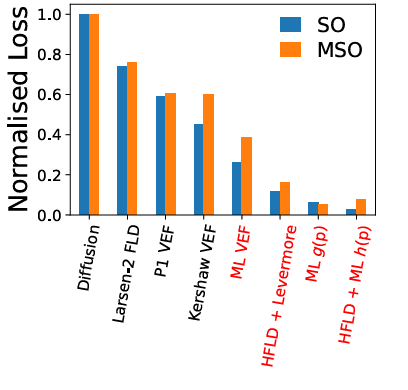 Normalised Loss
1.0
0.8
0.6
0.4
0.2
0.0
SO
MSO
Diffusion
Larsen-2 FLD
P1 VEF
Kershaw VEF
ML VEF
HFLD + Levermore
ML g(p)
HFLD + ML h(p)